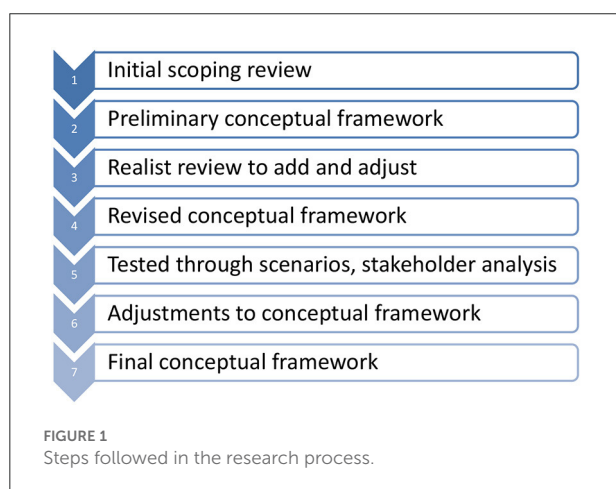 1 Initial scoping review
2 Preliminary conceptual framework
3 Realist review to add and adjust
4 Revised conceptual framework
5 Tested through scenarios, stakeholder analysis
6 Adjustments to conceptual framework
7 Final conceptual framework
FIGURE 1
Steps followed in the research process.